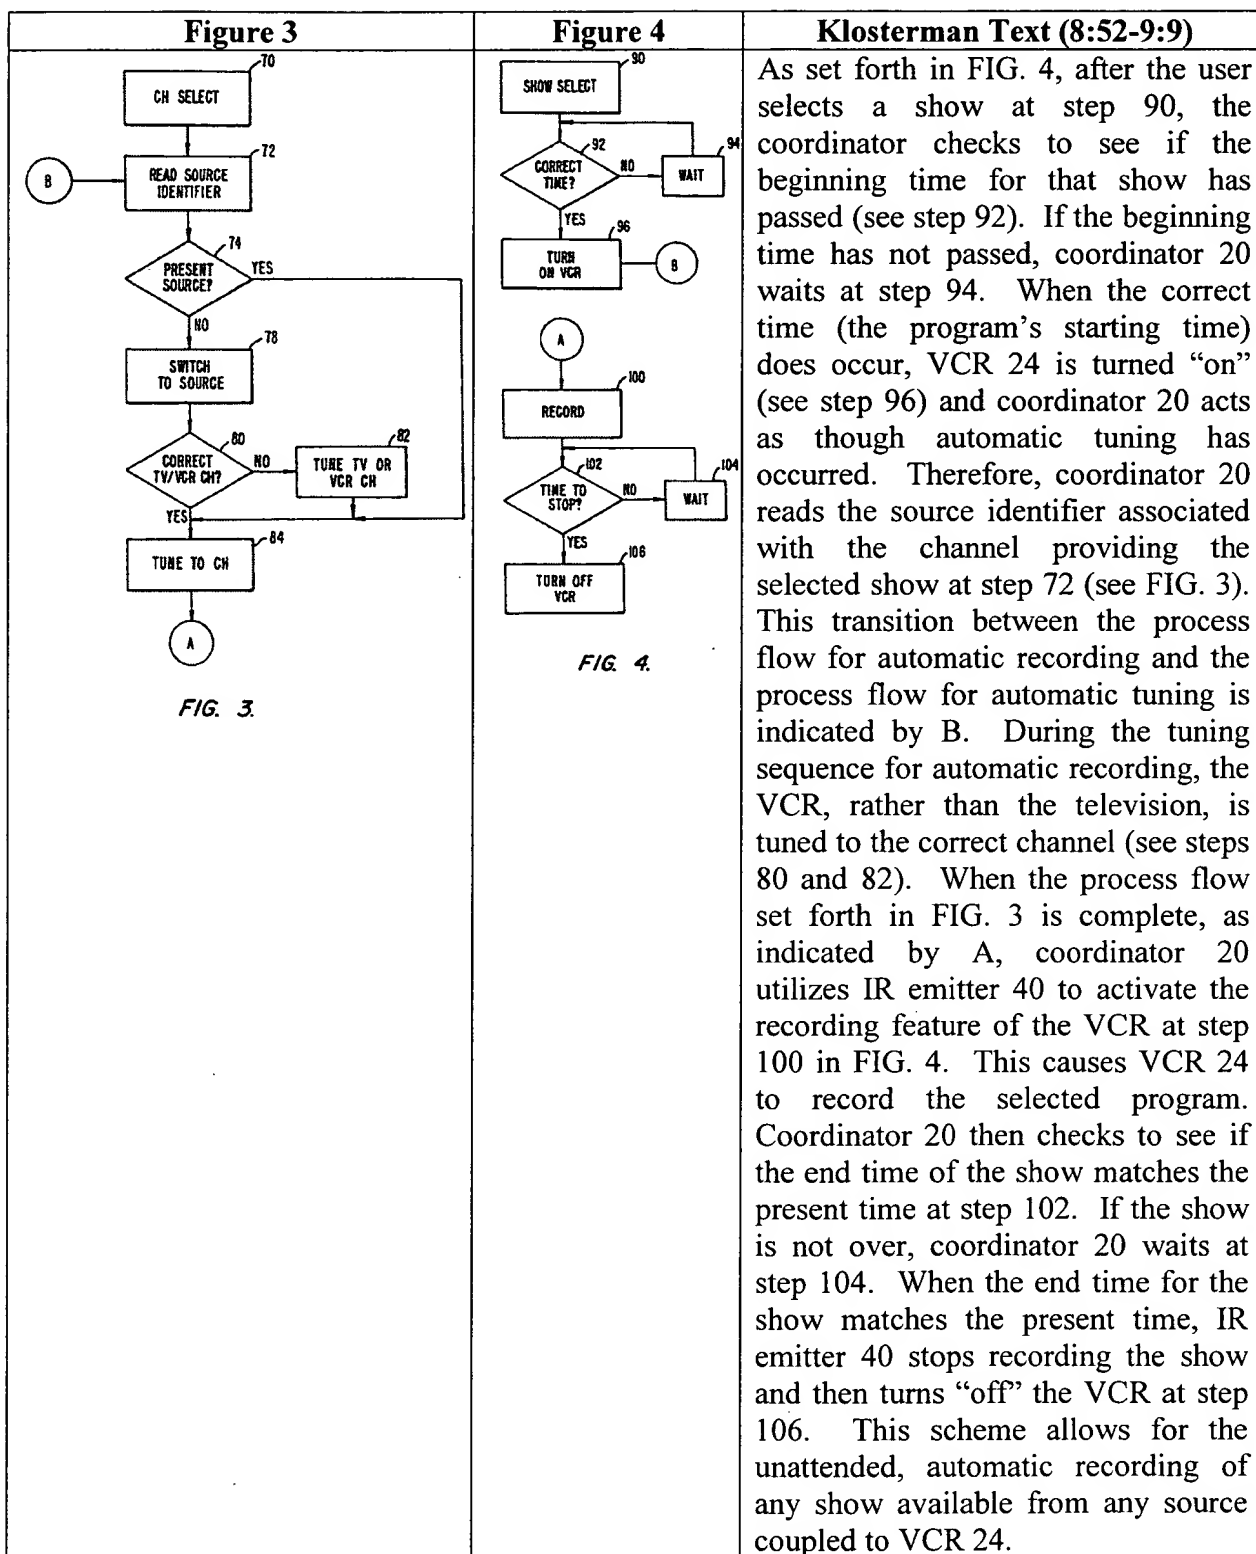 Figure 3
70
CH SELECT
72
B
READ SOURCE
IDENTIFIER
74
PRESENT
SOURCE?
YES
NO
78
SWITCH
TO SOURCE
80
CORRECT
TV/VCR CH?
NO
82
TUNE TV OR
VCR CH
YES
84
TUNE TO CH
A
FIG. 3.
Figure 4
90
SHOW SELECT
92
CORRECT
TIME?
NO
94
WAIT
YES
96
TURN
ON VCR
B
A
100
RECORD
102
TIME TO
STOP?
NO
104
WAIT
YES
106
TURN OFF
VCR
FIG. 4.
Klosterman Text (8:52-9:9)
As set forth in FIG. 4, after the user
selects a show at step 90, the
coordinator checks to see if the
beginning time for that show has
passed (see step 92). If the beginning
time has not passed, coordinator 20
waits at step 94. When the correct
time (the program's starting time)
does occur, VCR 24 is turned "on"
(see step 96) and coordinator 20 acts
as though automatic tuning has
occurred. Therefore, coordinator 20
reads the source identifier associated
with the channel providing the
selected show at step 72 (see FIG. 3).
This transition between the process
flow for automatic recording and the
process flow for automatic tuning is
indicated by B. During the tuning
sequence for automatic recording, the
VCR, rather than the television, is
tuned to the correct channel (see steps
80 and 82). When the process flow
set forth in FIG. 3 is complete, as
indicated by A, coordinator 20
utilizes IR emitter 40 to activate the
recording feature of the VCR at step
100 in FIG. 4. This causes VCR 24
to record the selected program.
Coordinator 20 then checks to see if
the end time of the show matches the
present time at step 102. If the show
is not over, coordinator 20 waits at
step 104. When the end time for the
show matches the present time, IR
emitter 40 stops recording the show
and then turns "off" the VCR at step
106. This scheme allows for the
unattended, automatic recording of
any show available from any source
coupled to VCR 24.